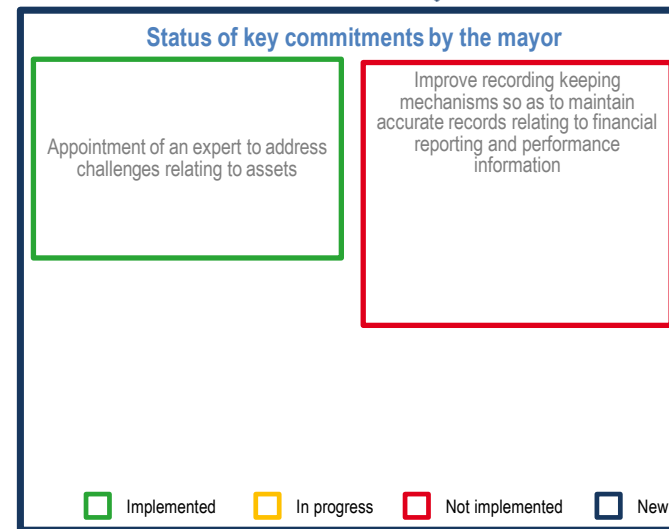 Status of key commitments by the mayor
Appointment of an expert to address
challenges relating to assets
Improve recording keeping
mechanisms so as to maintain
accurate records relating to financial
reporting and performance
information
Implemented
In progress
Not implemented
New